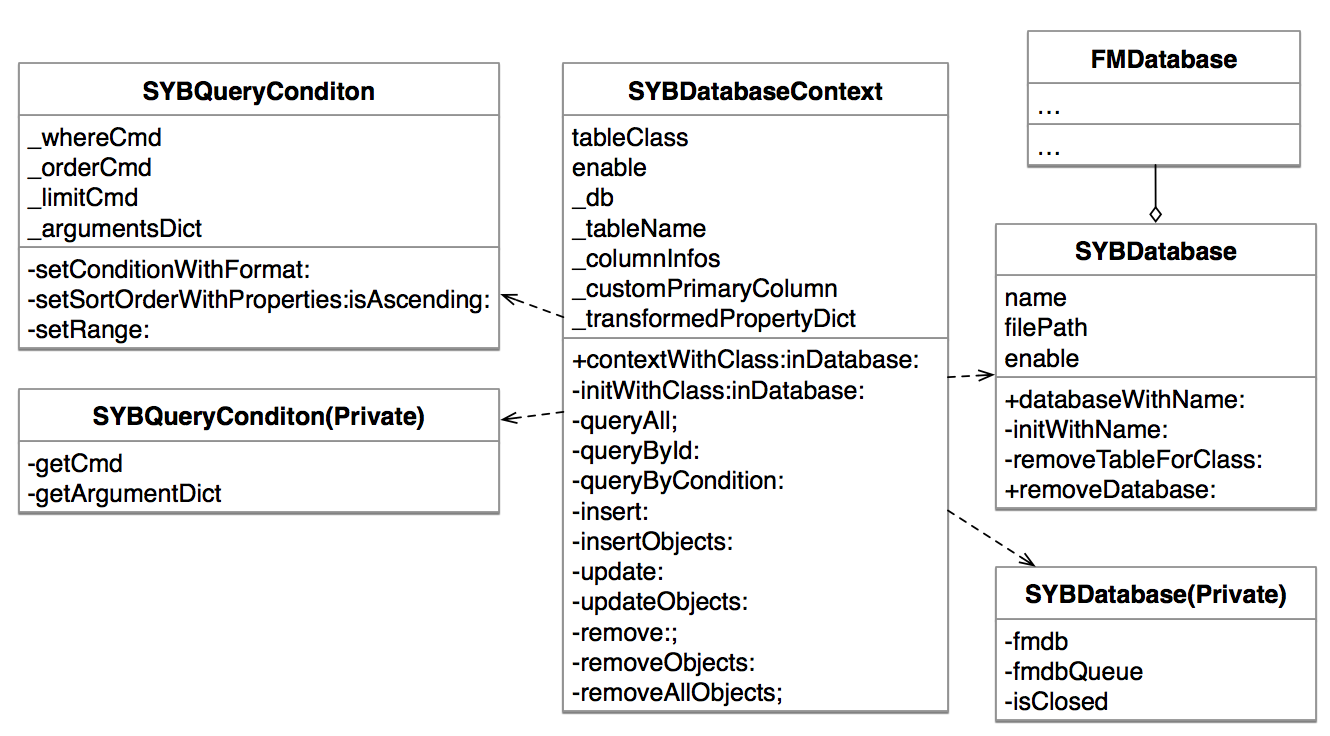 SYBQueryConditon
_whereCmd
_orderCmd
_limitCmd
_argumentsDict
-setConditionWithFormat:
-setSortOrderWithProperties:isAscending:
-setRange:
SYBQueryConditon(Private)
-getCmd
-getArgumentDict
SYBDatabaseContext
tableClass
enable
_db
_tableName
_columnInfos
_customPrimaryColumn
_transformedPropertyDict
+contextWithClass:inDatabase:
-initWithClass:inDatabase:
-queryAll;
-queryById:
-queryByCondition:
-insert:
-insertObjects:
-update:
-updateObjects:
-remove:;
-removeObjects:
-removeAllObjects;
FMDatabase
...
...
SYBDatabase
name
filePath
enable
+databaseWithName:
-initWithName:
-removeTableForClass:
+removeDatabase:
SYBDatabase(Private)
-fmdb
-fmdbQueue
-isClosed